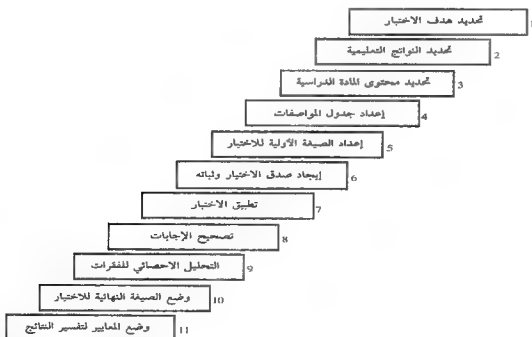 تحديد هدف الاختبار 1
تحديد النواتج التعليمية 2
تحديد محتوى المادة الدراسية 3
إعداد جدول المواصفات 4
إعداد الصيغة الأولية للاختبار 5
إيجاد صدق الاختبار وثباته 6
تطبيق الاختبار 7
تصحيح الإجابات 8
التحليل الاحصائي للفقرات 9
وضع الصيغة النهائية للاختبار 10
وضع المعايير لتفسير النتائج 11